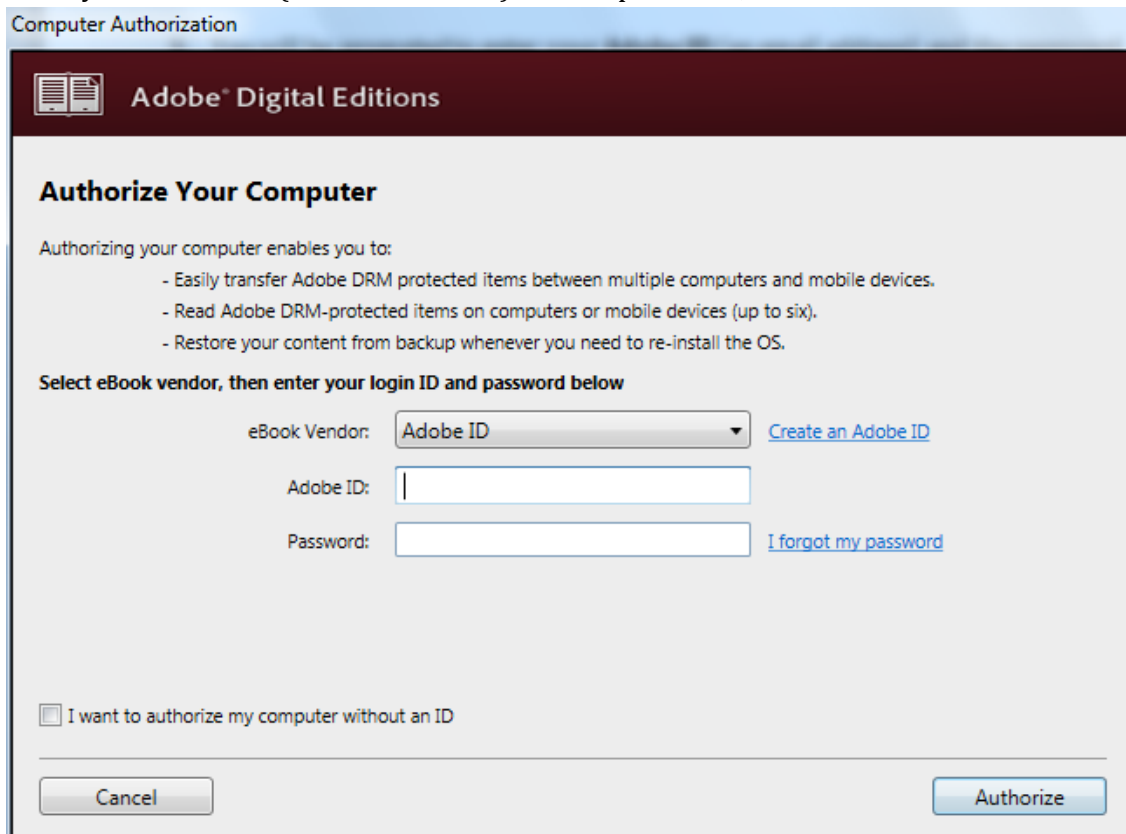 Computer Authorization
Adobe® Digital Editions
Authorize Your Computer
Authorizing your computer enables you to:
- Easily transfer Adobe DRM protected items between multiple computers and mobile devices.
- Read Adobe DRM-protected items on computers or mobile devices (up to six).
- Restore your content from backup whenever you need to re-install the OS.
Select eBook vendor, then enter your login ID and password below
eBook Vendor: Adobe ID Create an Adobe ID
Adobe ID:
Password: I forgot my password
I want to authorize my computer without an ID
Cancel Authorize